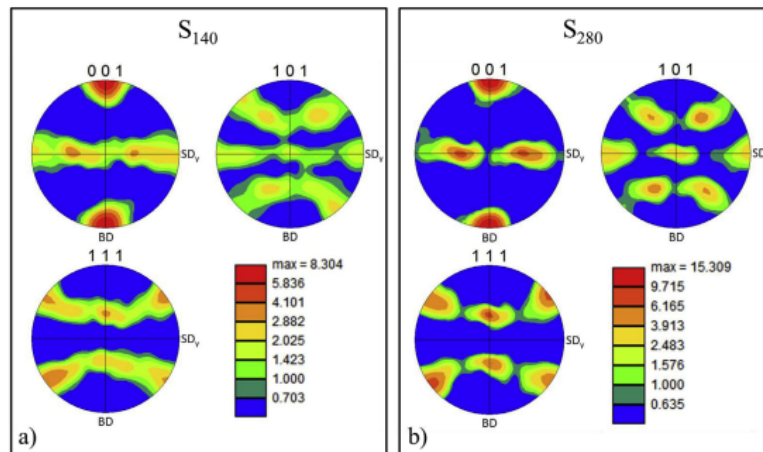 S140
0 0 1
1 0 1
SDy
SDy
BD
BD
1 1 1
SDy
BD
max = 8.304
5.836
4.101
2.882
2.025
1.423
1.000
0.703
a)
S280
0 0 1
1 0 1
SDy
SDy
BD
BD
1 1 1
SDy
BD
max = 15.309
9.715
6.165
3.913
2.483
1.576
1.000
0.635
b)